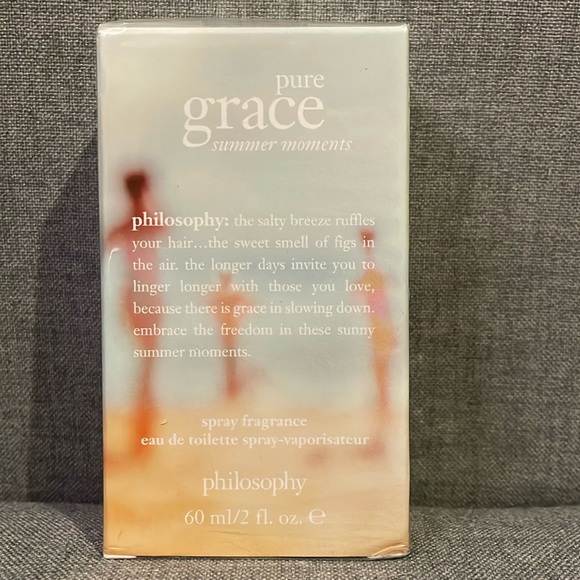 pure
grace
summer moments
philosophy: the salty breeze ruffles
your hair...the sweet smell of figs in
the air. the longer days invite you to
linger longer with those you love,
because there is grace in slowing down.
embrace the freedom in these sunny
summer moments.
spray fragrance
eau de toilette spray-vaporisateur
philosophy
60 ml/2 fl. oz. ℮